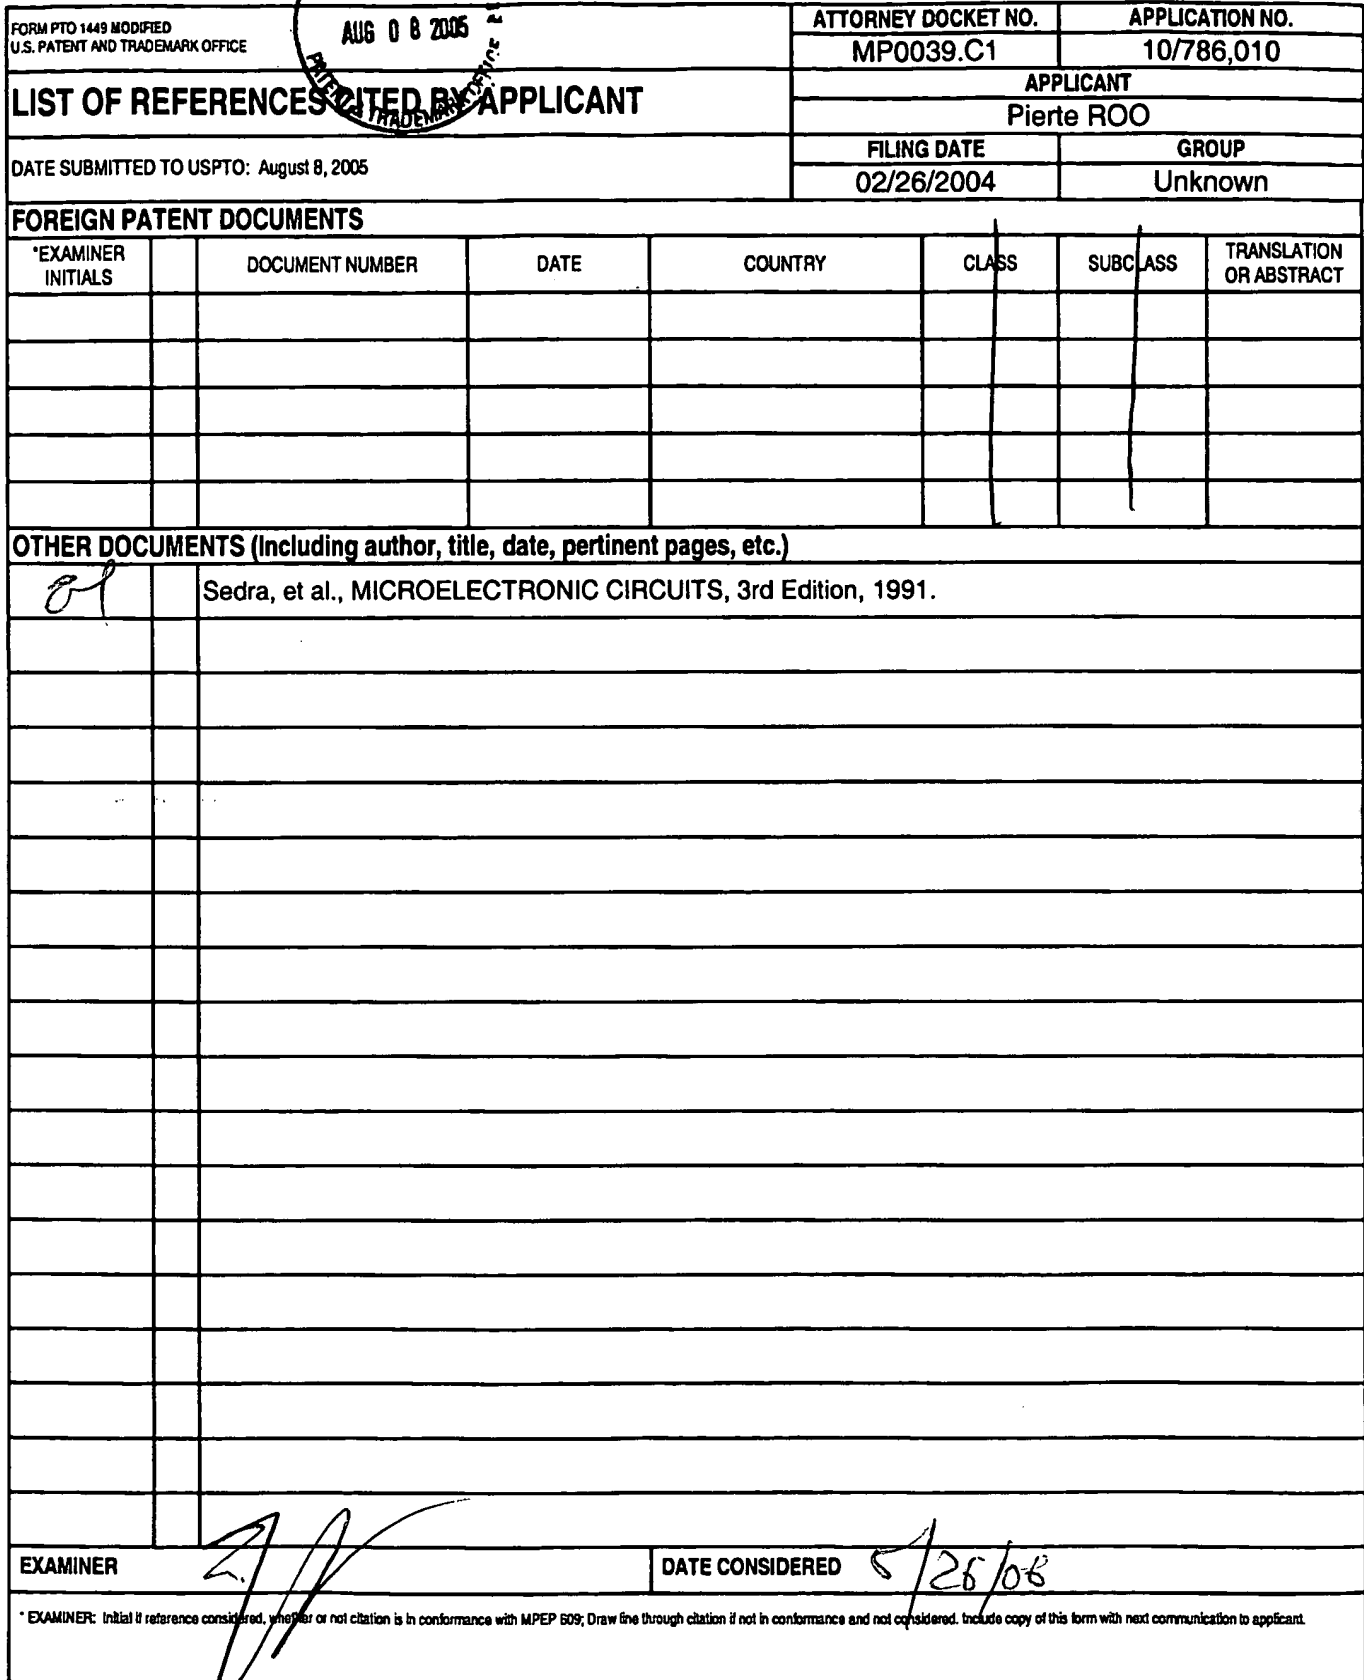 FORM PTO 1449 MODIFIED
U.S. PATENT AND TRADEMARK OFFICE
AUG 0 8 2005
PATENT & TRADEMARK OFFICE
ATTORNEY DOCKET NO.
APPLICATION NO.
MP0039.C1
10/786,010
LIST OF REFERENCES CITED BY APPLICANT
APPLICANT
Pierte ROO
DATE SUBMITTED TO USPTO: August 8, 2005
FILING DATE
GROUP
02/26/2004
Unknown
FOREIGN PATENT DOCUMENTS
*EXAMINER INITIALS
DOCUMENT NUMBER
DATE
COUNTRY
CLASS
SUBCLASS
TRANSLATION OR ABSTRACT
OTHER DOCUMENTS (Including author, title, date, pertinent pages, etc.)
Sedra, et al., MICROELECTRONIC CIRCUITS, 3rd Edition, 1991.
EXAMINER
DATE CONSIDERED 5/26/06
* EXAMINER: Initial if reference considered, whether or not citation is in conformance with MPEP 609; Draw line through citation if not in conformance and not considered. Include copy of this form with next communication to applicant.